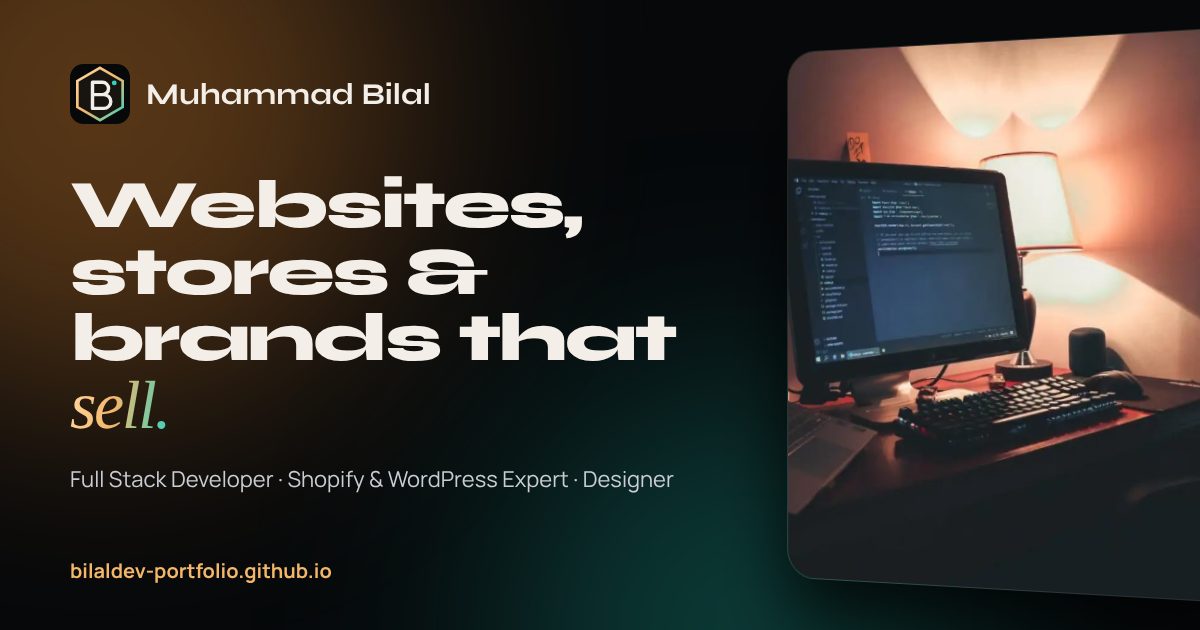 B
Muhammad Bilal
Websites,
stores &
brands that
sell.
Full Stack Developer · Shopify & WordPress Expert · Designer
bilaldev-portfolio.github.io